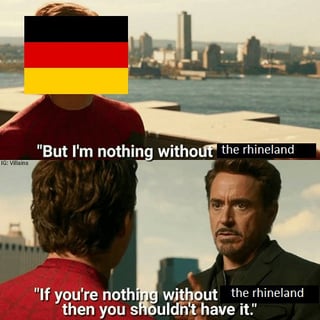 "But I'm nothing without the rhineland
IG: Villains
"If you're nothing without the rhineland
then you shouldn't have it."